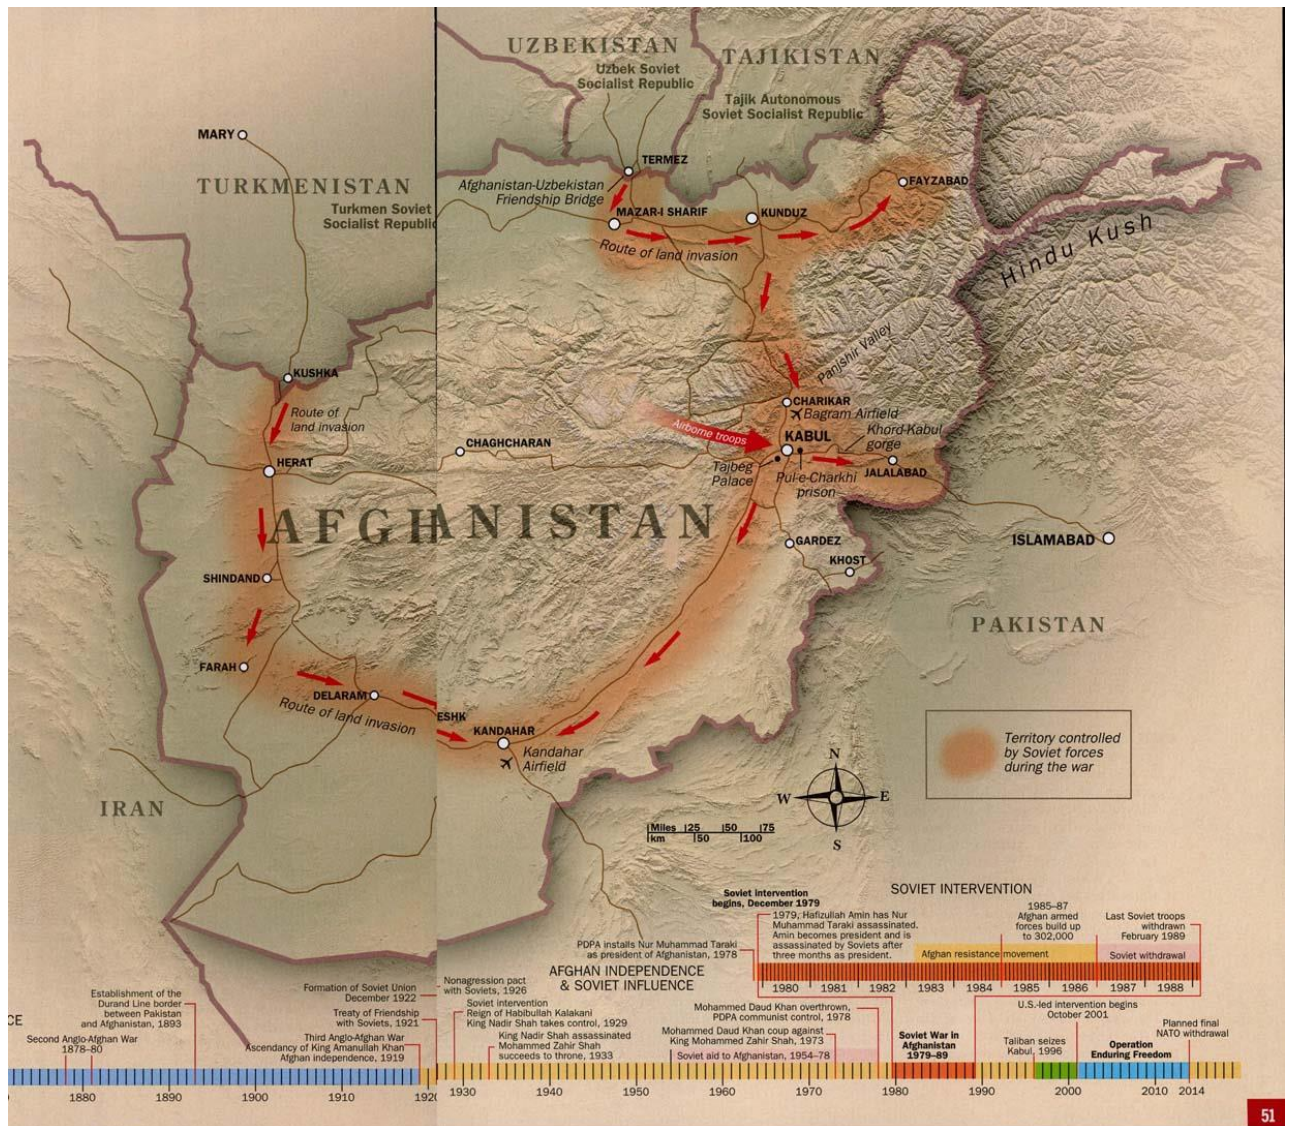 UZBEKISTAN
Uzbek Soviet
Socialist Republic
TAJIKISTAN
Tajik Autonomous
Soviet Socialist Republic
MARY
TERMEZ
TURKMENISTAN
Turkmen Soviet
Socialist Republic
Afghanistan-Uzbekistan
Friendship Bridge
FAYZABAD
MAZAR-I SHARIF
KUNDUZ
Route of land invasion
Hindu Kush
KUSHKA
Route of
land invasion
Panjshir Valley
CHARIKAR
Bagram Airfield
Airborne troops
KABUL
Khord-Kabul
gorge
HERAT
CHAGHCHARAN
Tajbeg
Palace
Pul-e-Charkhi
prison
JALALABAD
AFGHANISTAN
GARDEZ
KHOST
ISLAMABAD
SHINDAND
PAKISTAN
FARAH
DELARAM
Route of land invasion
ESHK
KANDAHAR
Kandahar
Airfield
Territory controlled
by Soviet forces
during the war
IRAN
N
W E
S
Miles 25 50 75
km 50 100
SOVIET INTERVENTION
Soviet intervention
begins, December 1979
1979, Hafizullah Amin has Nur
Muhammad Taraki assassinated.
Amin becomes president and is
assassinated by Soviets after
three months as president.
1985–87
Afghan armed
forces build up
to 302,000
Last Soviet troops
withdrawn
February 1989
PDPA installs Nur Muhammad Taraki
as president of Afghanistan, 1978
Afghan resistance movement
Soviet withdrawal
1980 1981 1982 1983 1984 1985 1986 1987 1988
AFGHAN INDEPENDENCE
& SOVIET INFLUENCE
CE
Second Anglo-Afghan War
1878–80
Establishment of the
Durand Line border
between Pakistan
and Afghanistan, 1893
Formation of Soviet Union
December 1922
Treaty of Friendship
with Soviets, 1921
Third Anglo-Afghan War
Ascendancy of King Amanullah Khan
Afghan independence, 1919
Nonagression pact
with Soviets, 1926
Soviet intervention
Reign of Habibullah Kalakani
King Nadir Shah takes control, 1929
King Nadir Shah assassinated
Mohammed Zahir Shah
succeeds to throne, 1933
Mohammed Daud Khan overthrown,
PDPA communist control, 1978
Mohammed Daud Khan coup against
King Mohammed Zahir Shah, 1973
Soviet aid to Afghanistan, 1954–78
Soviet War in
Afghanistan
1979–89
Taliban seizes
Kabul, 1996
U.S.-led intervention begins
October 2001
Operation
Enduring Freedom
Planned final
NATO withdrawal
1880 1890 1900 1910 1920 1930 1940 1950 1960 1970 1980 1990 2000 2010 2014
51